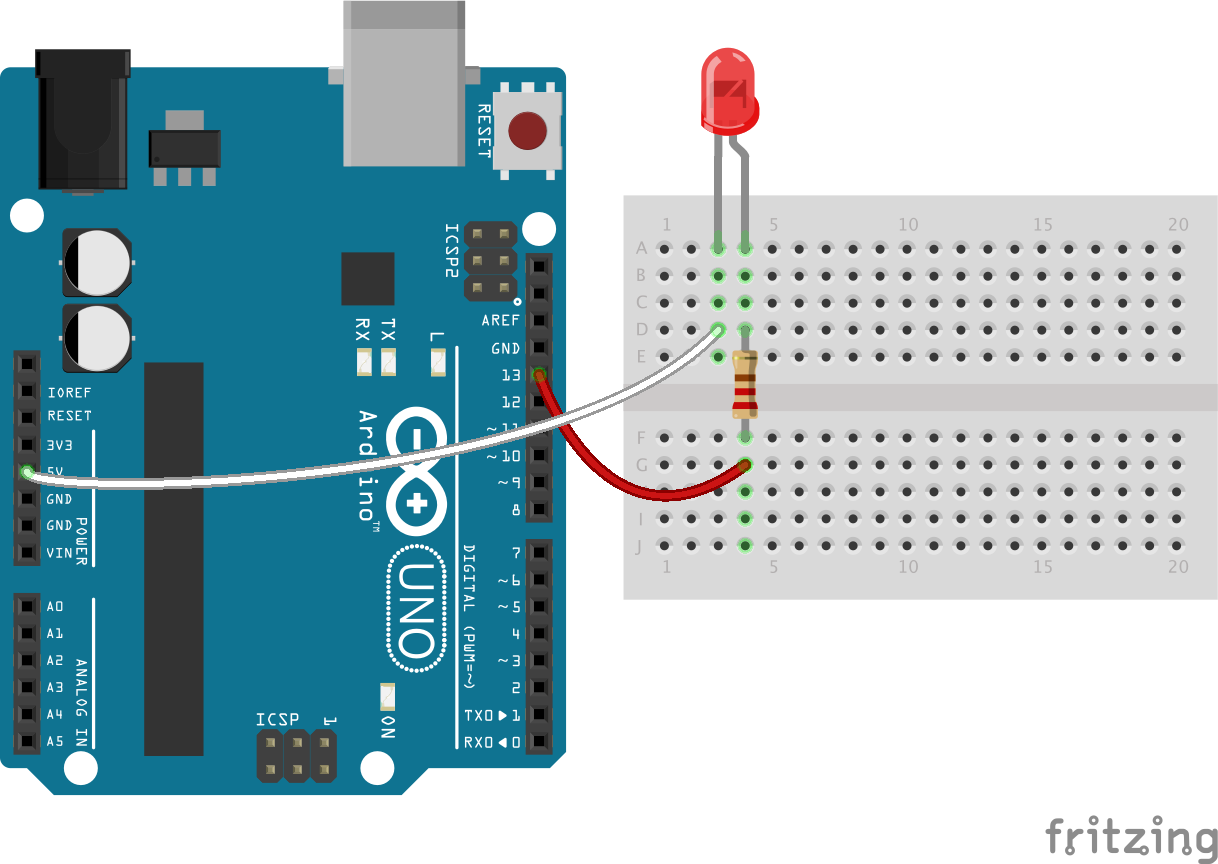 RESET
ICSP2
AREF
GND
13
12
~11
~10
~9
8
7
~6
~5
4
~3
2
TX0▶1
RX0◀0
DIGITAL (PWM=~)
RX
TX
L
Arduino™
UNO
ON
ICSP
1
IOREF
RESET
3V3
5V
GND
GND
VIN
POWER
A0
A1
A2
A3
A4
A5
ANALOG IN
1 5 10 15 20
A
B
C
D
E
F
G
I
J
1 5 10 15 20
fritzing